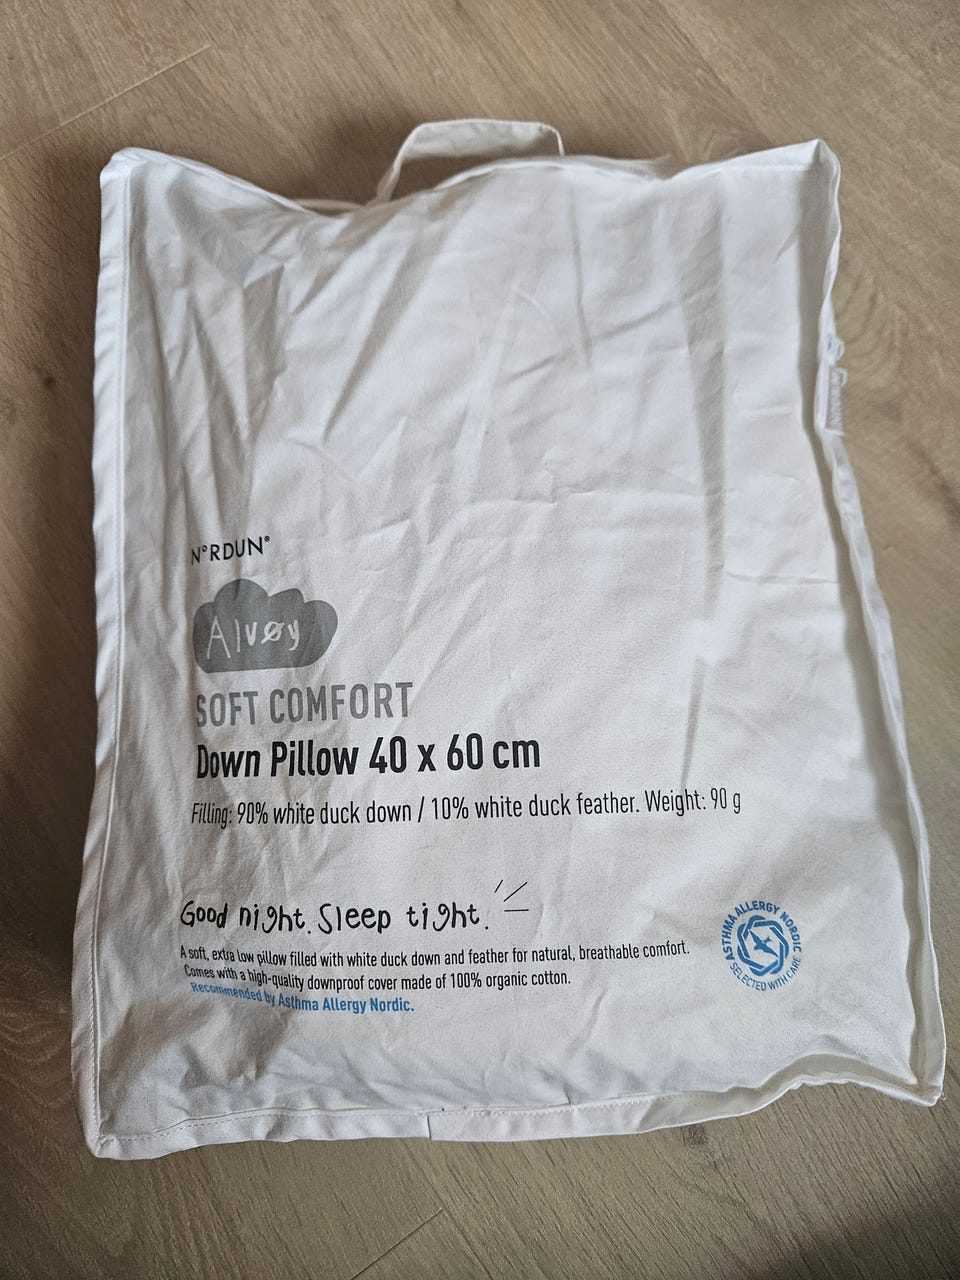 N°RDUN®
Alvøy
SOFT COMFORT
Down Pillow 40 x 60 cm
Filling: 90% white duck down / 10% white duck feather. Weight: 90 g
Good night. Sleep tight.
A soft, extra low pillow filled with white duck down and feather for natural, breathable comfort.
Comes with a high-quality downproof cover made of 100% organic cotton.
Recommended by Asthma Allergy Nordic.
ASTHMA ALLERGY NORDIC
SELECTED WITH CARE